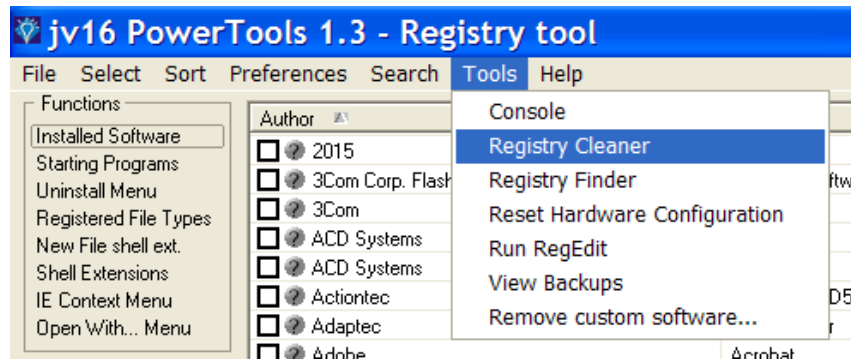 jv16 PowerTools 1.3 - Registry tool
File Select Sort Preferences Search Tools Help
Functions
Installed Software
Starting Programs
Uninstall Menu
Registered File Types
New File shell ext.
Shell Extensions
IE Context Menu
Open With... Menu
Author
2015
3Com Corp. Flash
3Com
ACD Systems
ACD Systems
Actiontec
Adaptec
Adobe
Acrobat
Console
Registry Cleaner
Registry Finder
Reset Hardware Configuration
Run RegEdit
View Backups
Remove custom software...